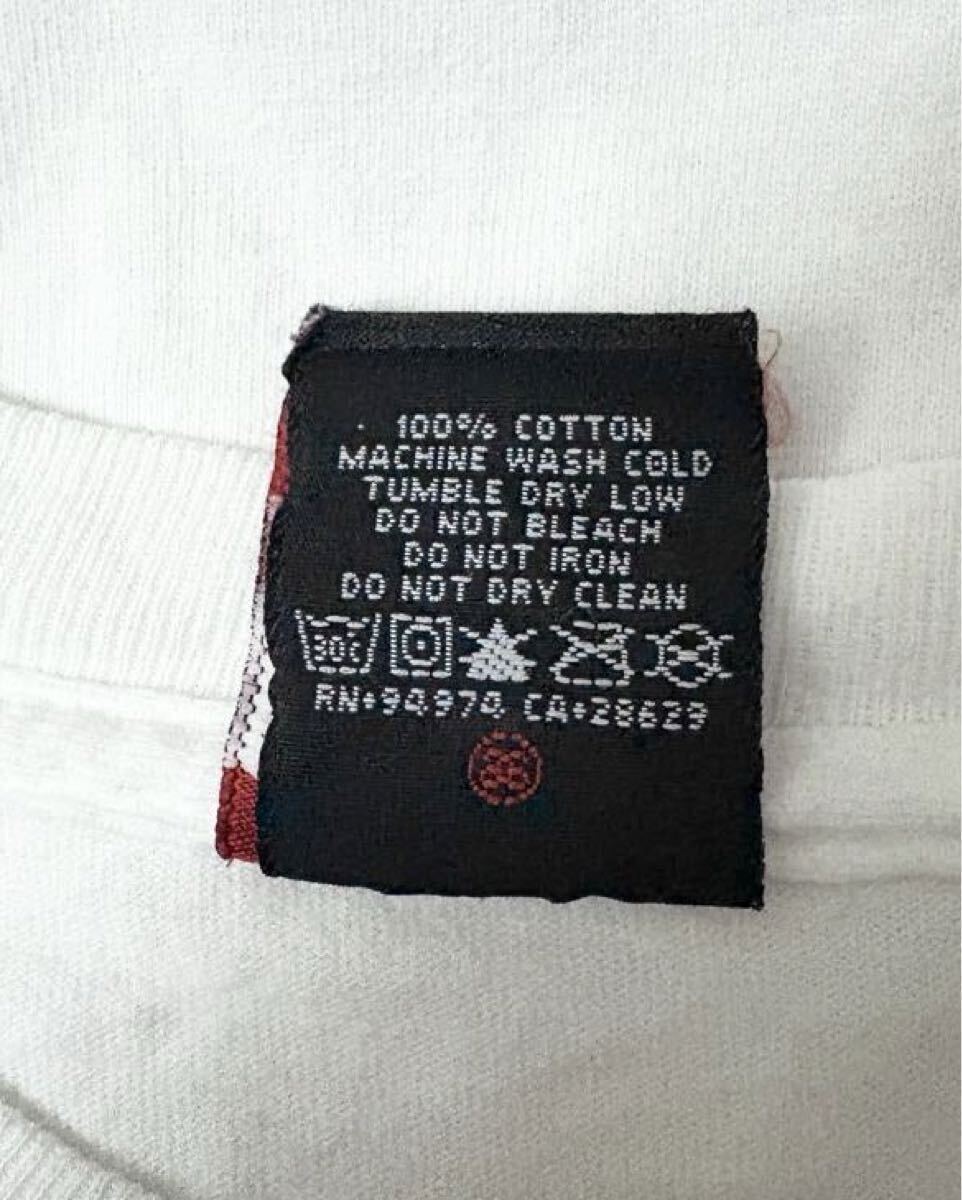 100% COTTON
MACHINE WASH COLD
TUMBLE DRY LOW
DO NOT BLEACH
DO NOT IRON
DO NOT DRY CLEAN
30C
RN+94974 CA+28629